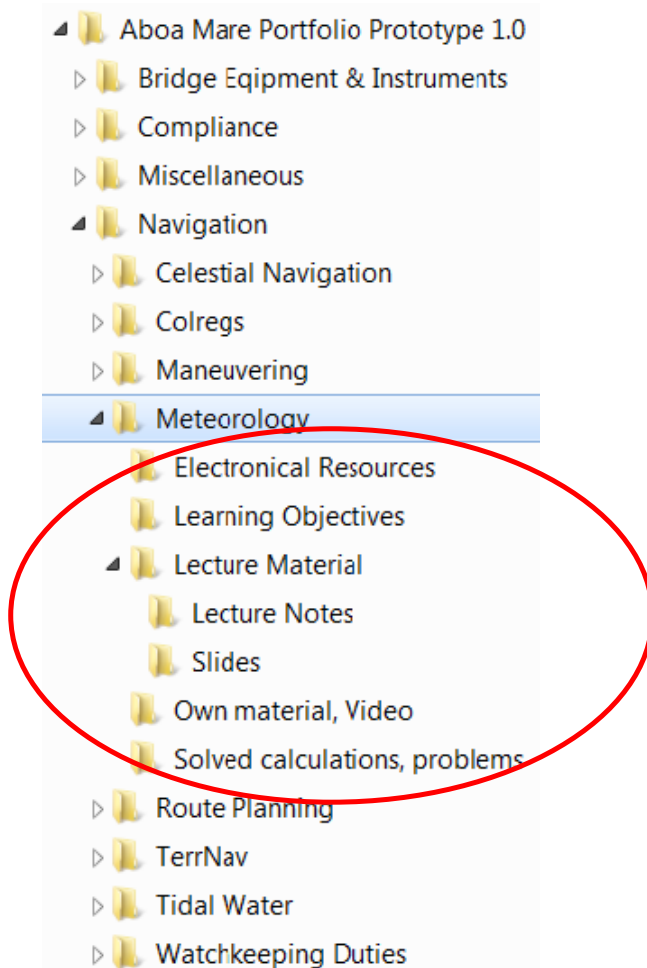 Aboa Mare Portfolio Prototype 1.0
Bridge Eqipment & Instruments
Compliance
Miscellaneous
Navigation
Celestial Navigation
Colregs
Maneuvering
Meteorology
Electronical Resources
Learning Objectives
Lecture Material
Lecture Notes
Slides
Own material, Video
Solved calculations, problems
Route Planning
TerrNav
Tidal Water
Watchkeeping Duties